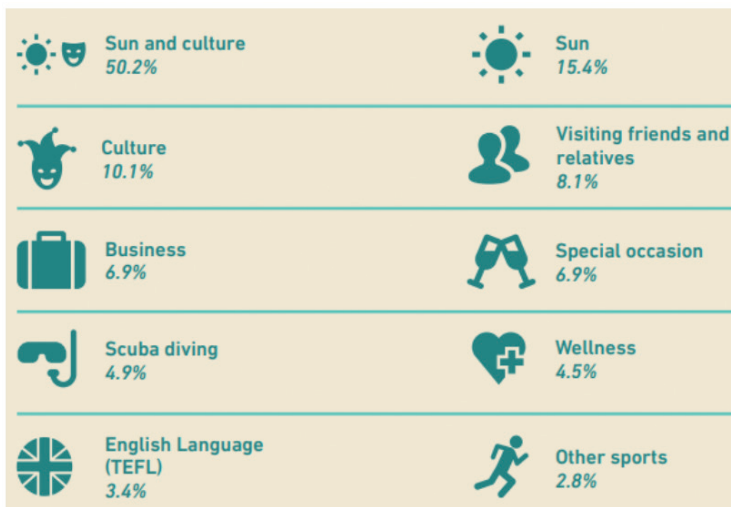 Sun and culture
50.2%
Sun
15.4%
Culture
10.1%
Visiting friends and
relatives
8.1%
Business
6.9%
Special occasion
6.9%
Scuba diving
4.9%
Wellness
4.5%
English Language
(TEFL)
3.4%
Other sports
2.8%